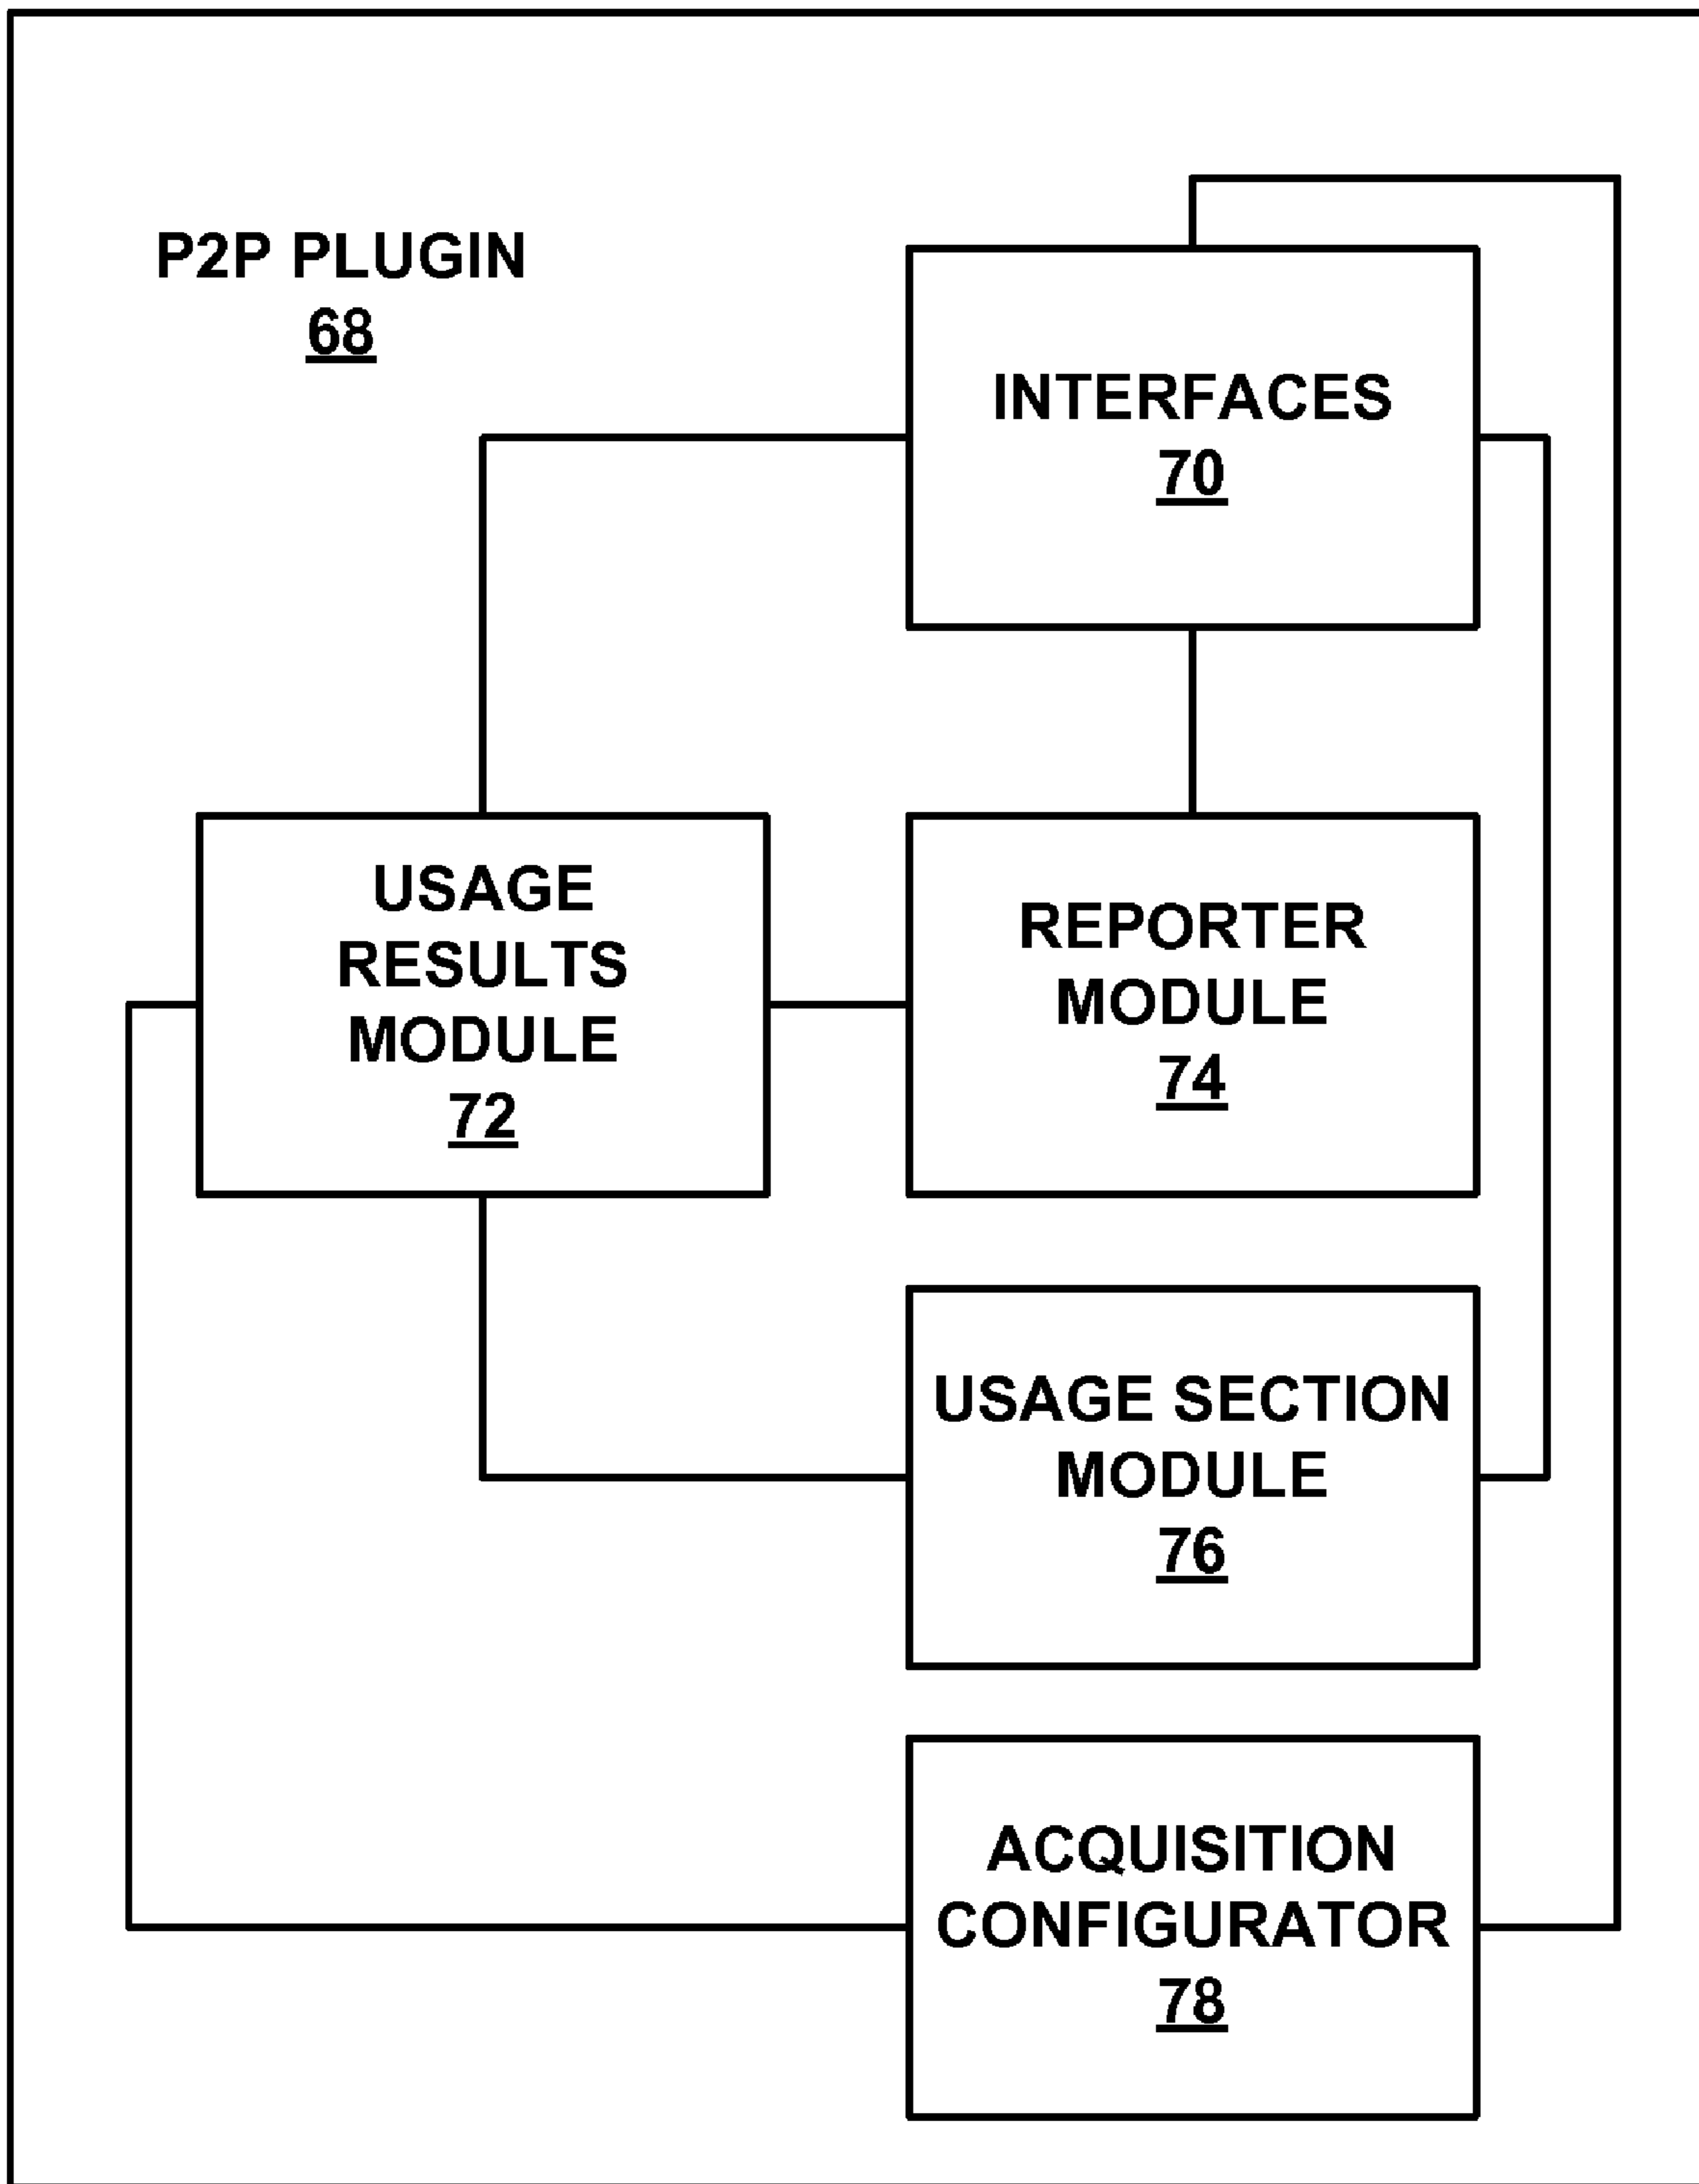 P2P PLUGIN
68
INTERFACES
70
USAGE
RESULTS
MODULE
72
REPORTER
MODULE
74
USAGE SECTION
MODULE
76
ACQUISITION
CONFIGURATOR
78